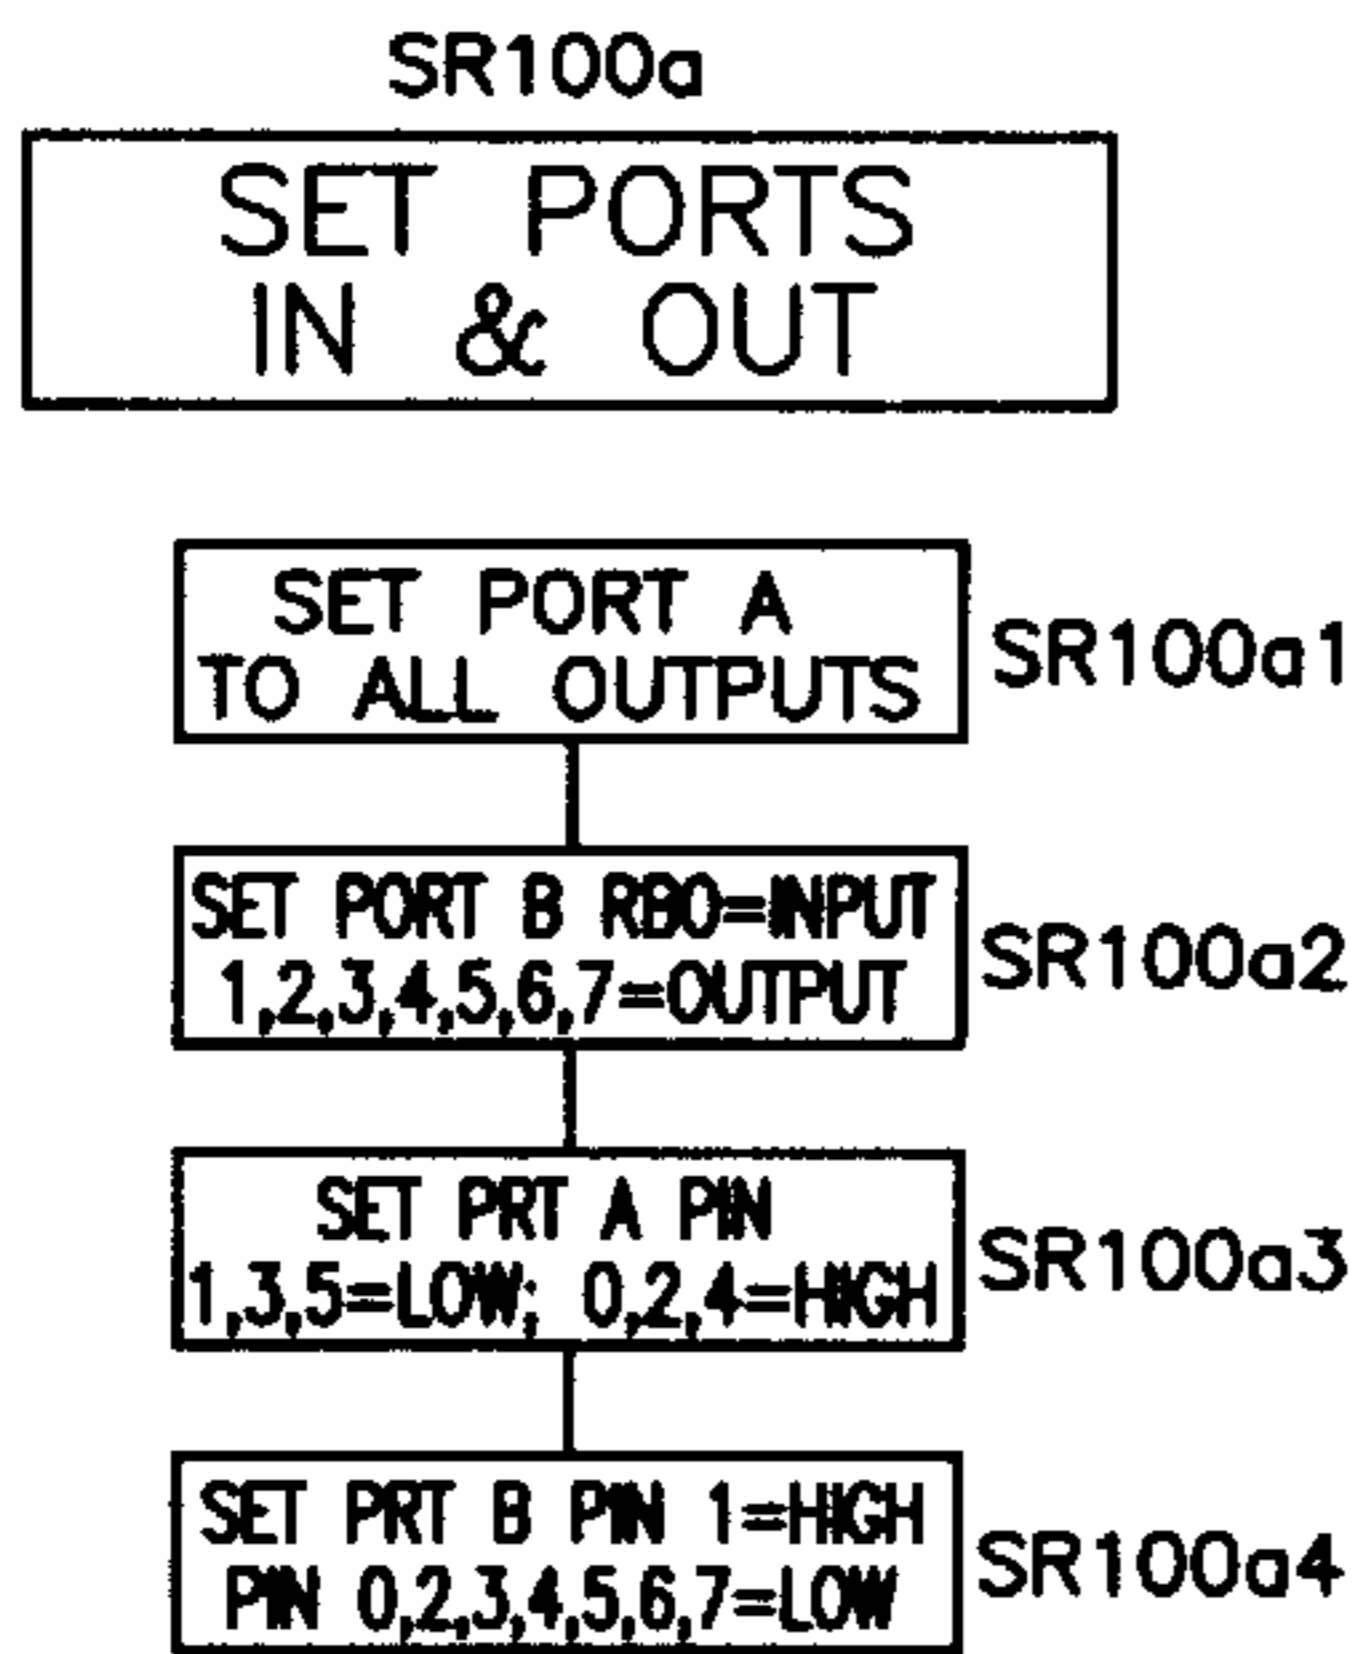 SR100a
SET PORTS
IN & OUT
SET PORT A
TO ALL OUTPUTS
SR100a1
SET PORT B RB0=INPUT
1,2,3,4,5,6,7=OUTPUT
SR100a2
SET PRT A PIN
1,3,5=LOW; 0,2,4=HIGH
SR100a3
SET PRT B PIN 1=HIGH
PIN 0,2,3,4,5,6,7=LOW
SR100a4